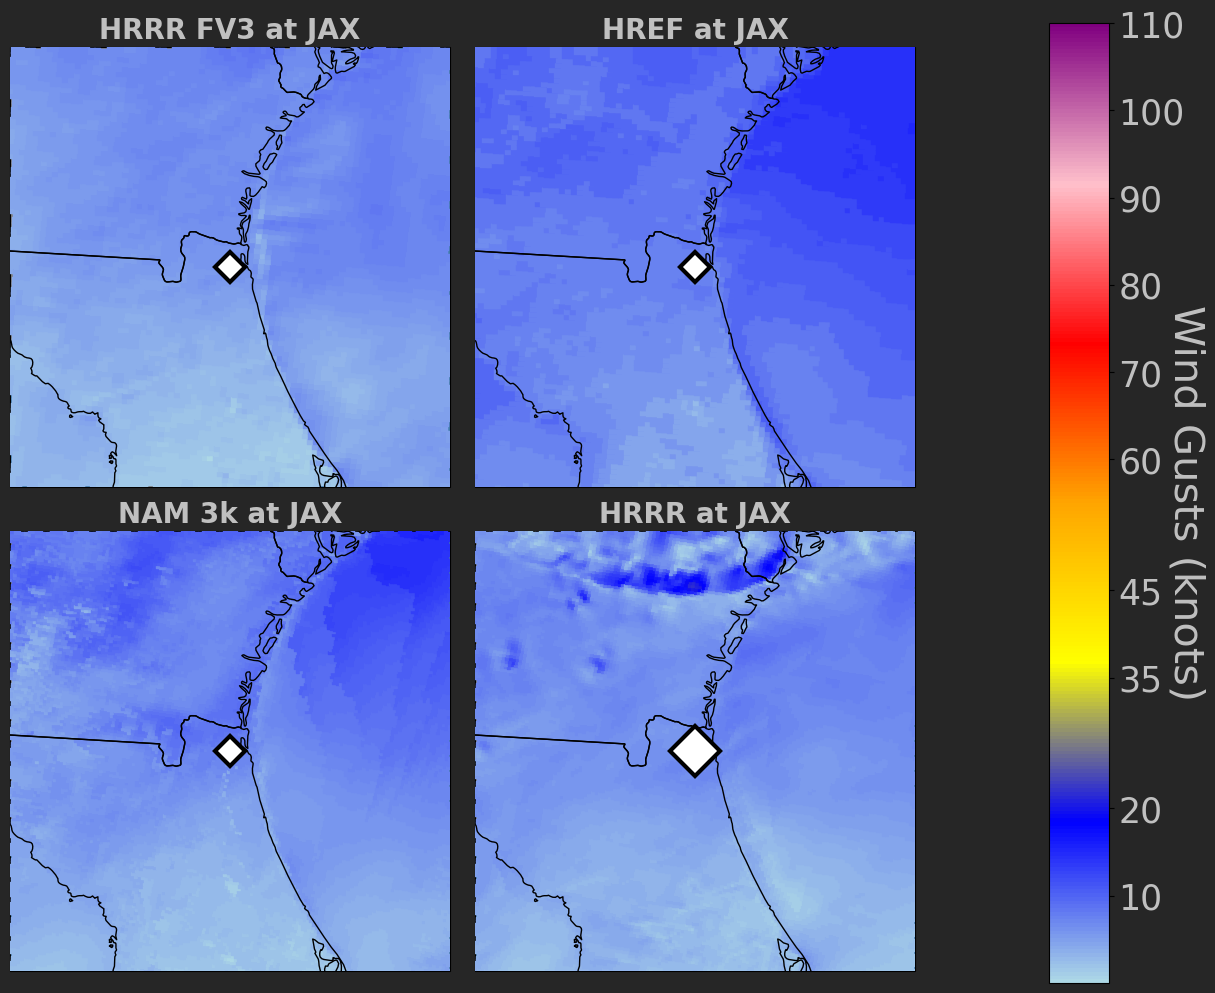 HRRR FV3 at JAX
HREF at JAX
NAM 3k at JAX
HRRR at JAX
110
100
90
80
70
60
45
35
20
10
Wind Gusts (knots)